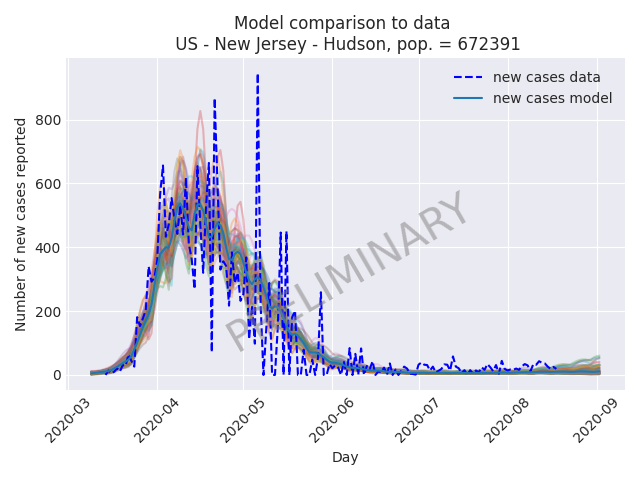 Model comparison to data
US - New Jersey - Hudson, pop. = 672391
new cases data
new cases model
Number of new cases reported
800
600
400
200
0
PRELIMINARY
2020-03
2020-04
2020-05
2020-06
2020-07
2020-08
2020-09
Day